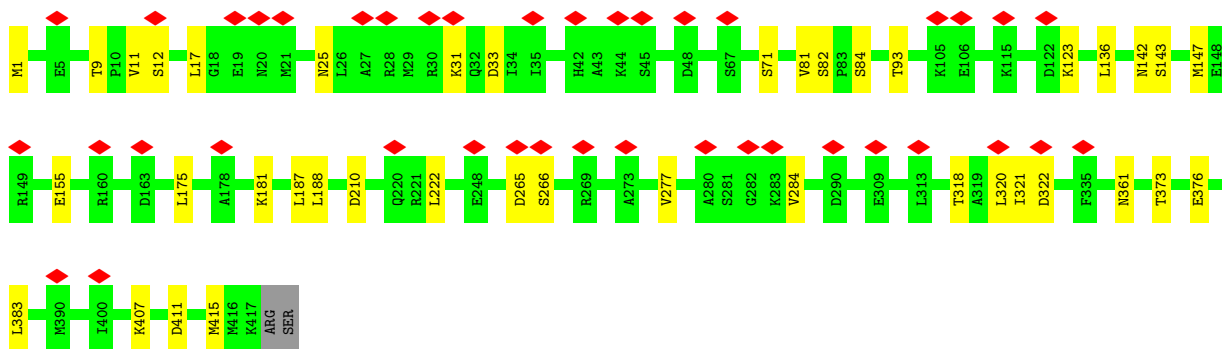 M1 E5 T9 P10 V11 S12 L17 G18 E19 N20 M21 N25 L26 A27 R28 M29 R30 K31 Q32 D33 I34 I35 H42 A43 K44 S45 D48 S67 S71 V81 S82 P83 S84 T93 K105 E106 K115 D122 K123 L136 N142 S143 M147 E148
R149 E155 R160 D163 L175 A178 K181 L187 L188 D210 Q220 R221 L222 E248 D265 S266 R269 A273 V277 A280 S281 G282 K283 V284 D290 E309 L313 T318 A319 L320 I321 D322 F335 N361 T373 E376
L383 M390 I400 K407 D411 M415 M416 K417 ARG SER